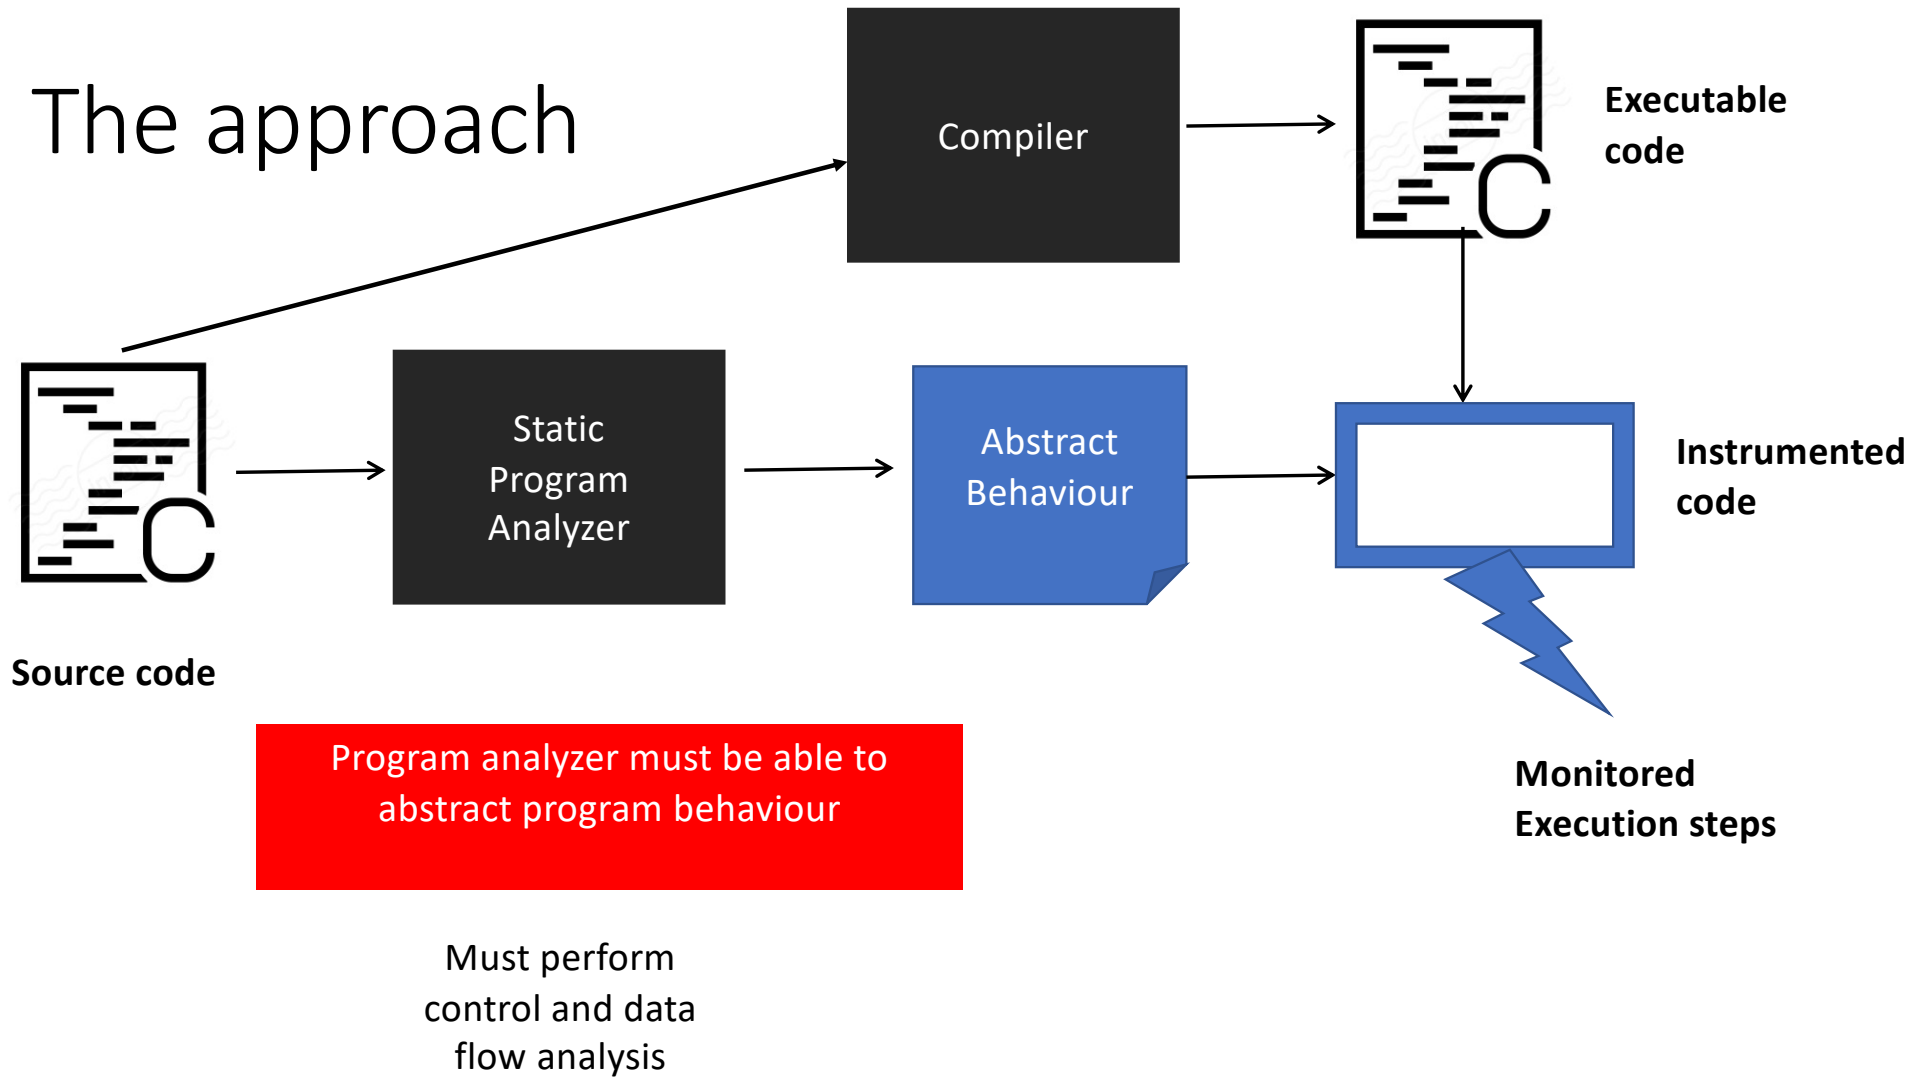 The approach
Compiler
Executable
code
Static
Program
Analyzer
Abstract
Behaviour
Instrumented
code
Source code
Program analyzer must be able to
abstract program behaviour
Monitored
Execution steps
Must perform
control and data
flow analysis